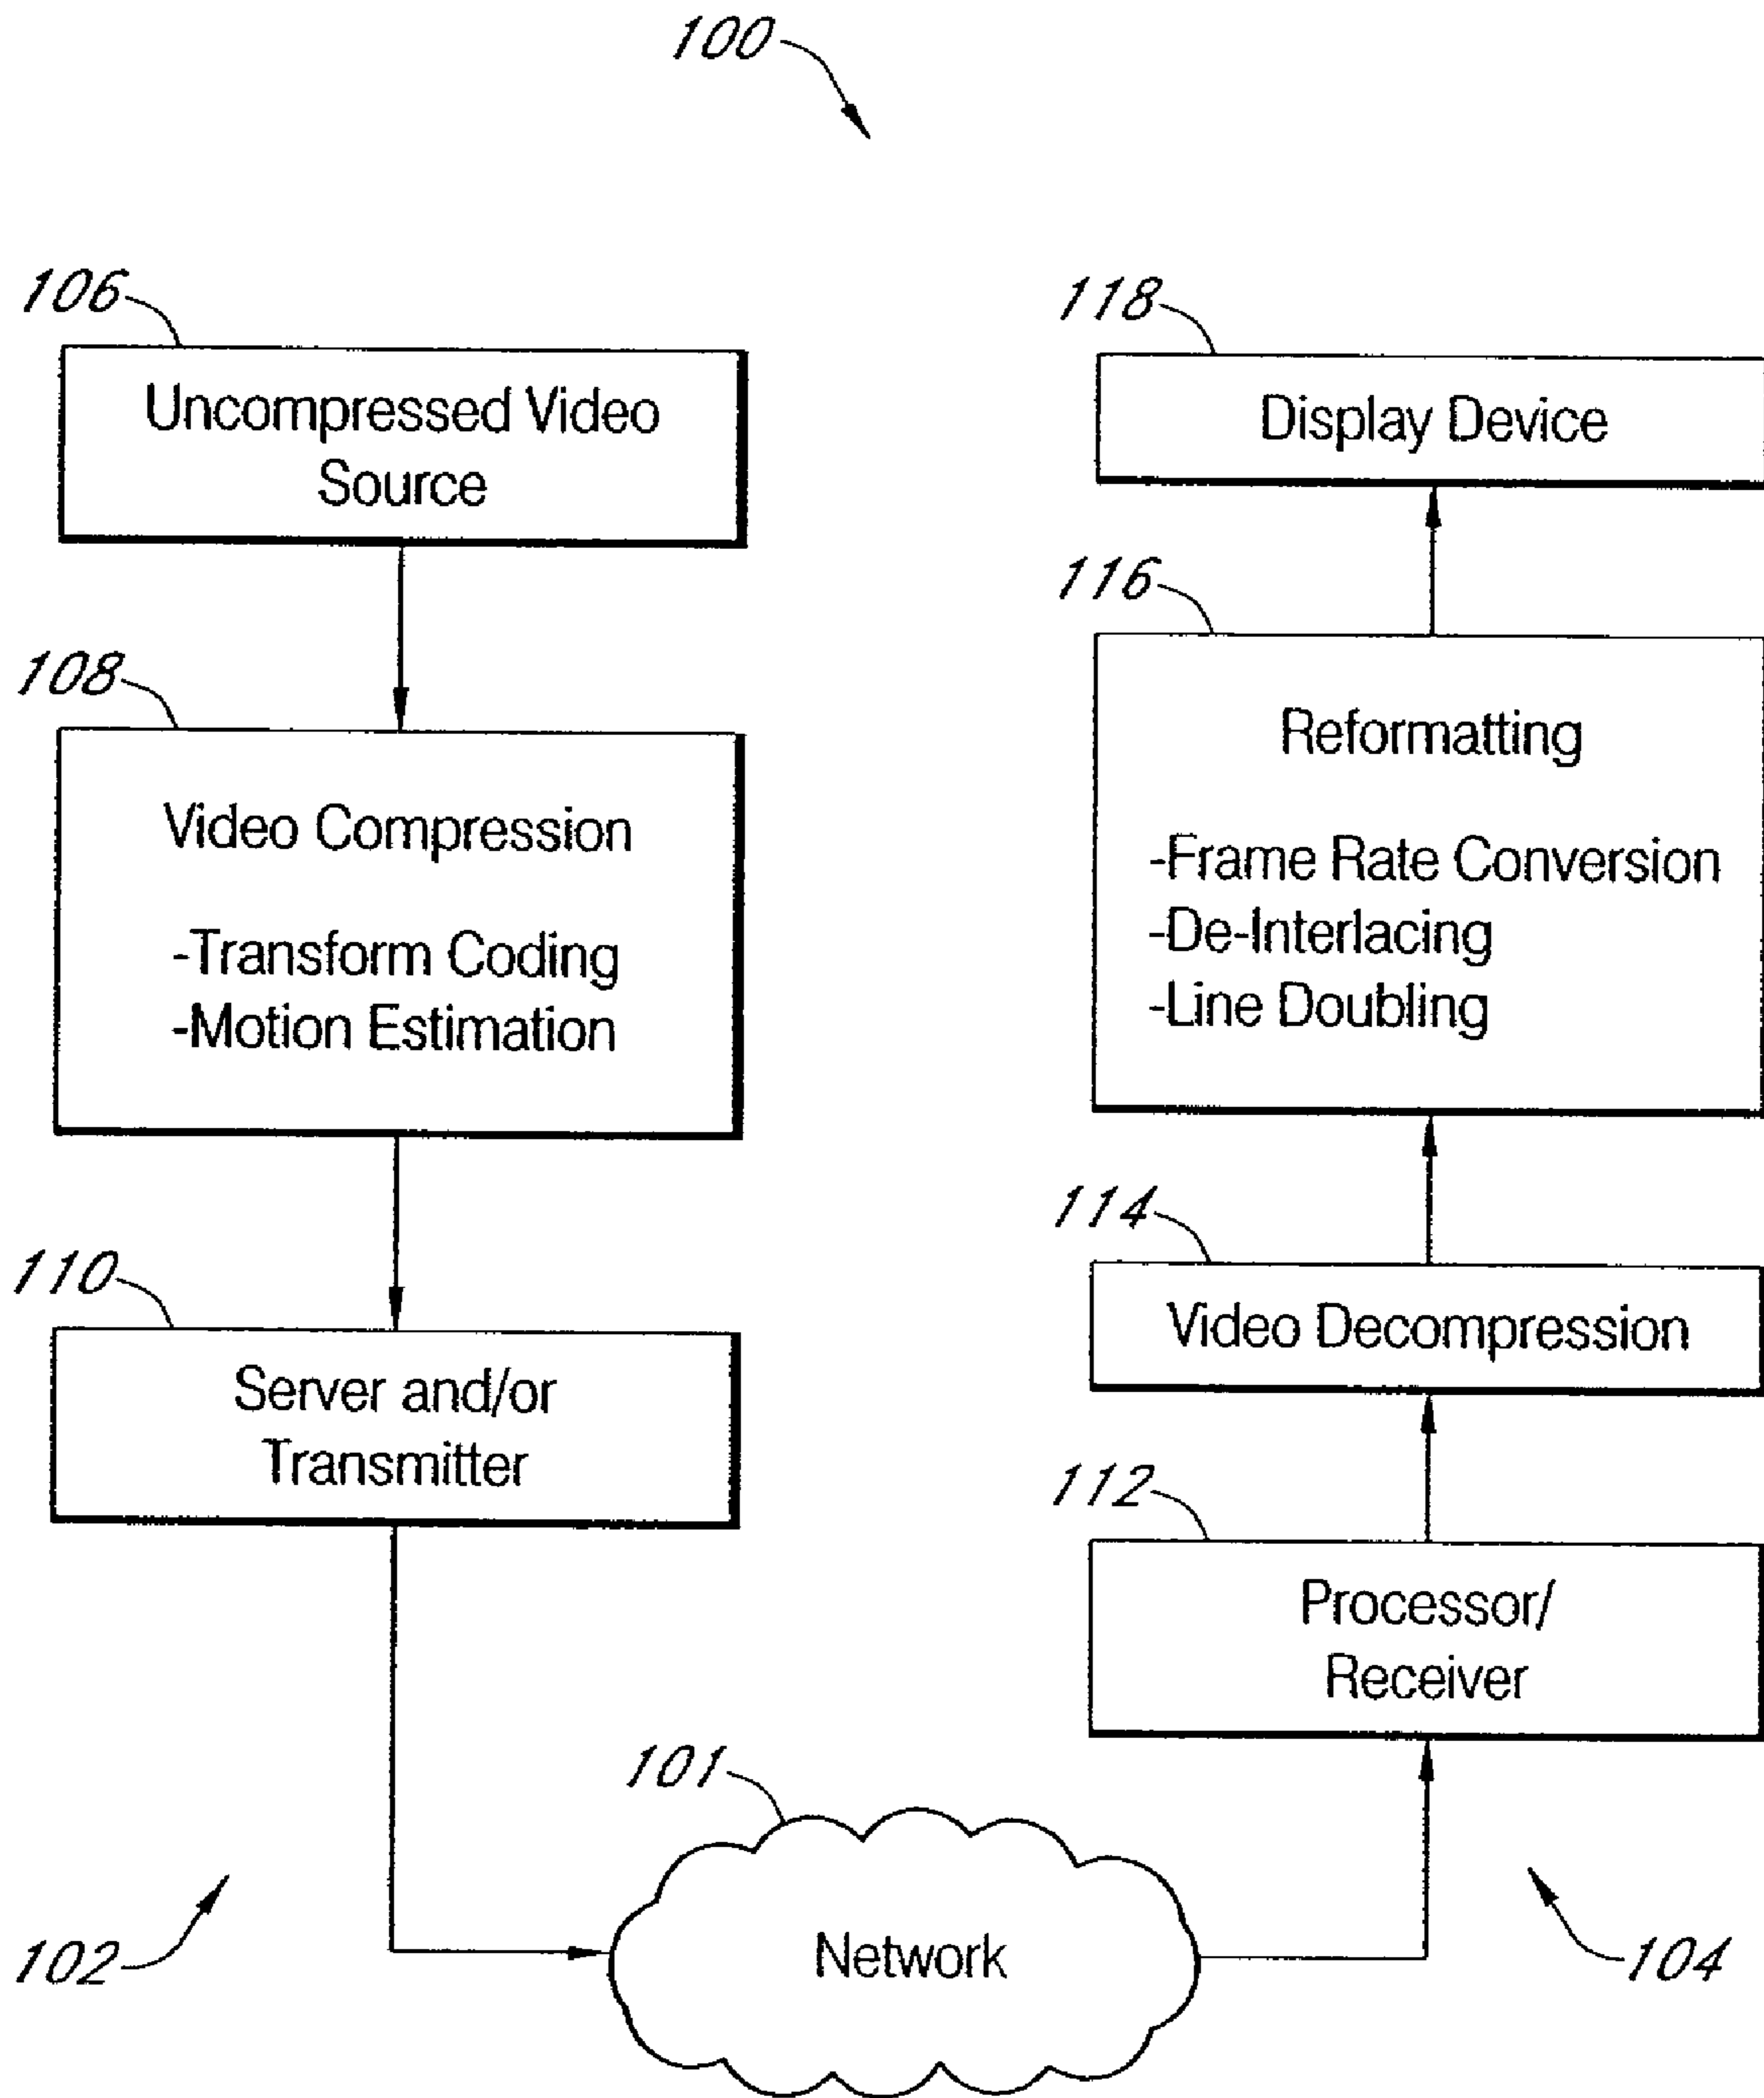 100
106
Uncompressed Video
Source
108
Video Compression
-Transform Coding
-Motion Estimation
110
Server and/or
Transmitter
102
101
Network
118
Display Device
116
Reformatting
-Frame Rate Conversion
-De-Interlacing
-Line Doubling
114
Video Decompression
112
Processor/
Receiver
104